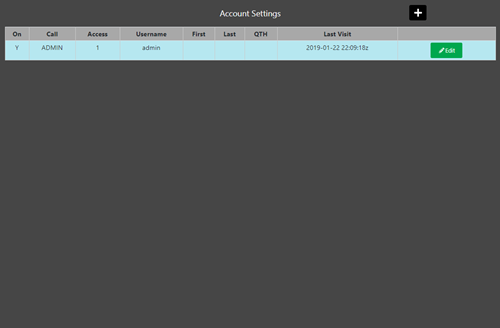 Account Settings
On Call Access Username First Last QTH Last Visit
Y ADMIN 1 admin 2019-01-22 22:09:18z Edit